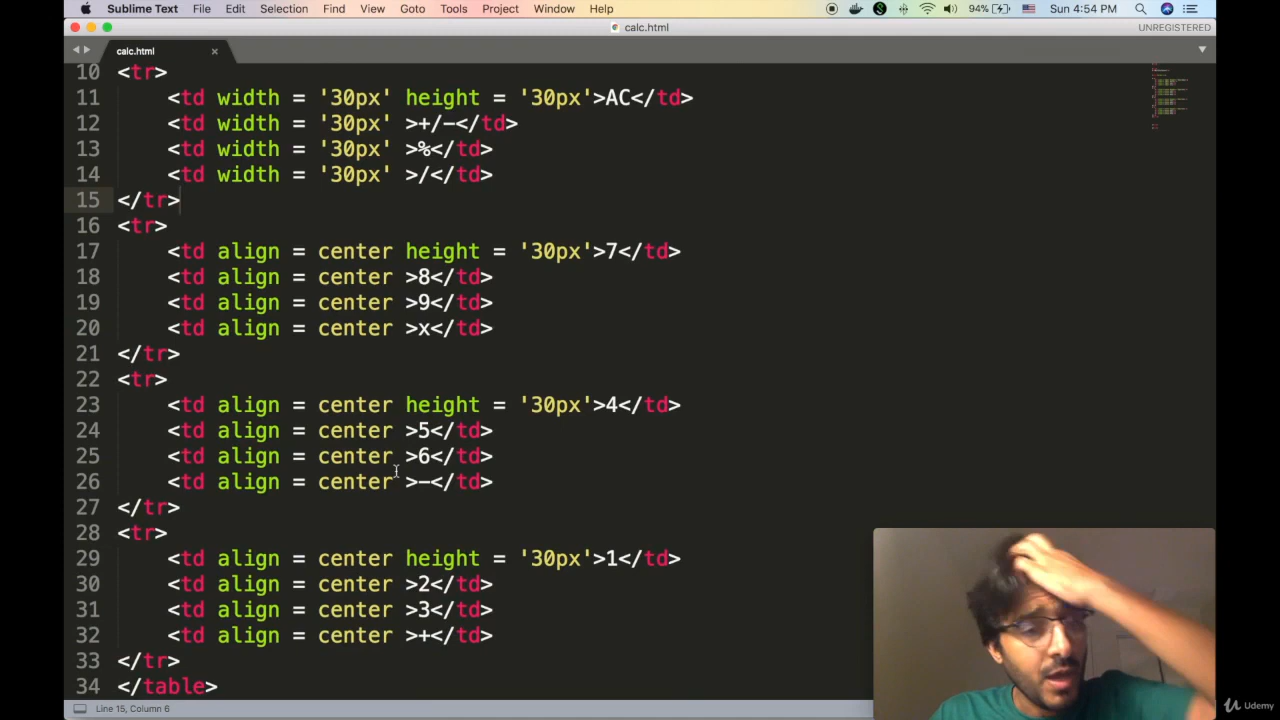 Sublime Text File Edit Selection Find View Goto Tools Project Window Help 94% Sun 4:54 PM
calc.html UNREGISTERED
calc.html ×
10 <tr>
11 <td width = '30px' height = '30px'>AC</td>
12 <td width = '30px' >+/-</td>
13 <td width = '30px' >%</td>
14 <td width = '30px' >/</td>
15 </tr>
16 <tr>
17 <td align = center height = '30px'>7</td>
18 <td align = center >8</td>
19 <td align = center >9</td>
20 <td align = center >x</td>
21 </tr>
22 <tr>
23 <td align = center height = '30px'>4</td>
24 <td align = center >5</td>
25 <td align = center >6</td>
26 <td align = center >-</td>
27 </tr>
28 <tr>
29 <td align = center height = '30px'>1</td>
30 <td align = center >2</td>
31 <td align = center >3</td>
32 <td align = center >+</td>
33 </tr>
34 </table>
Line 15, Column 6
Udemy